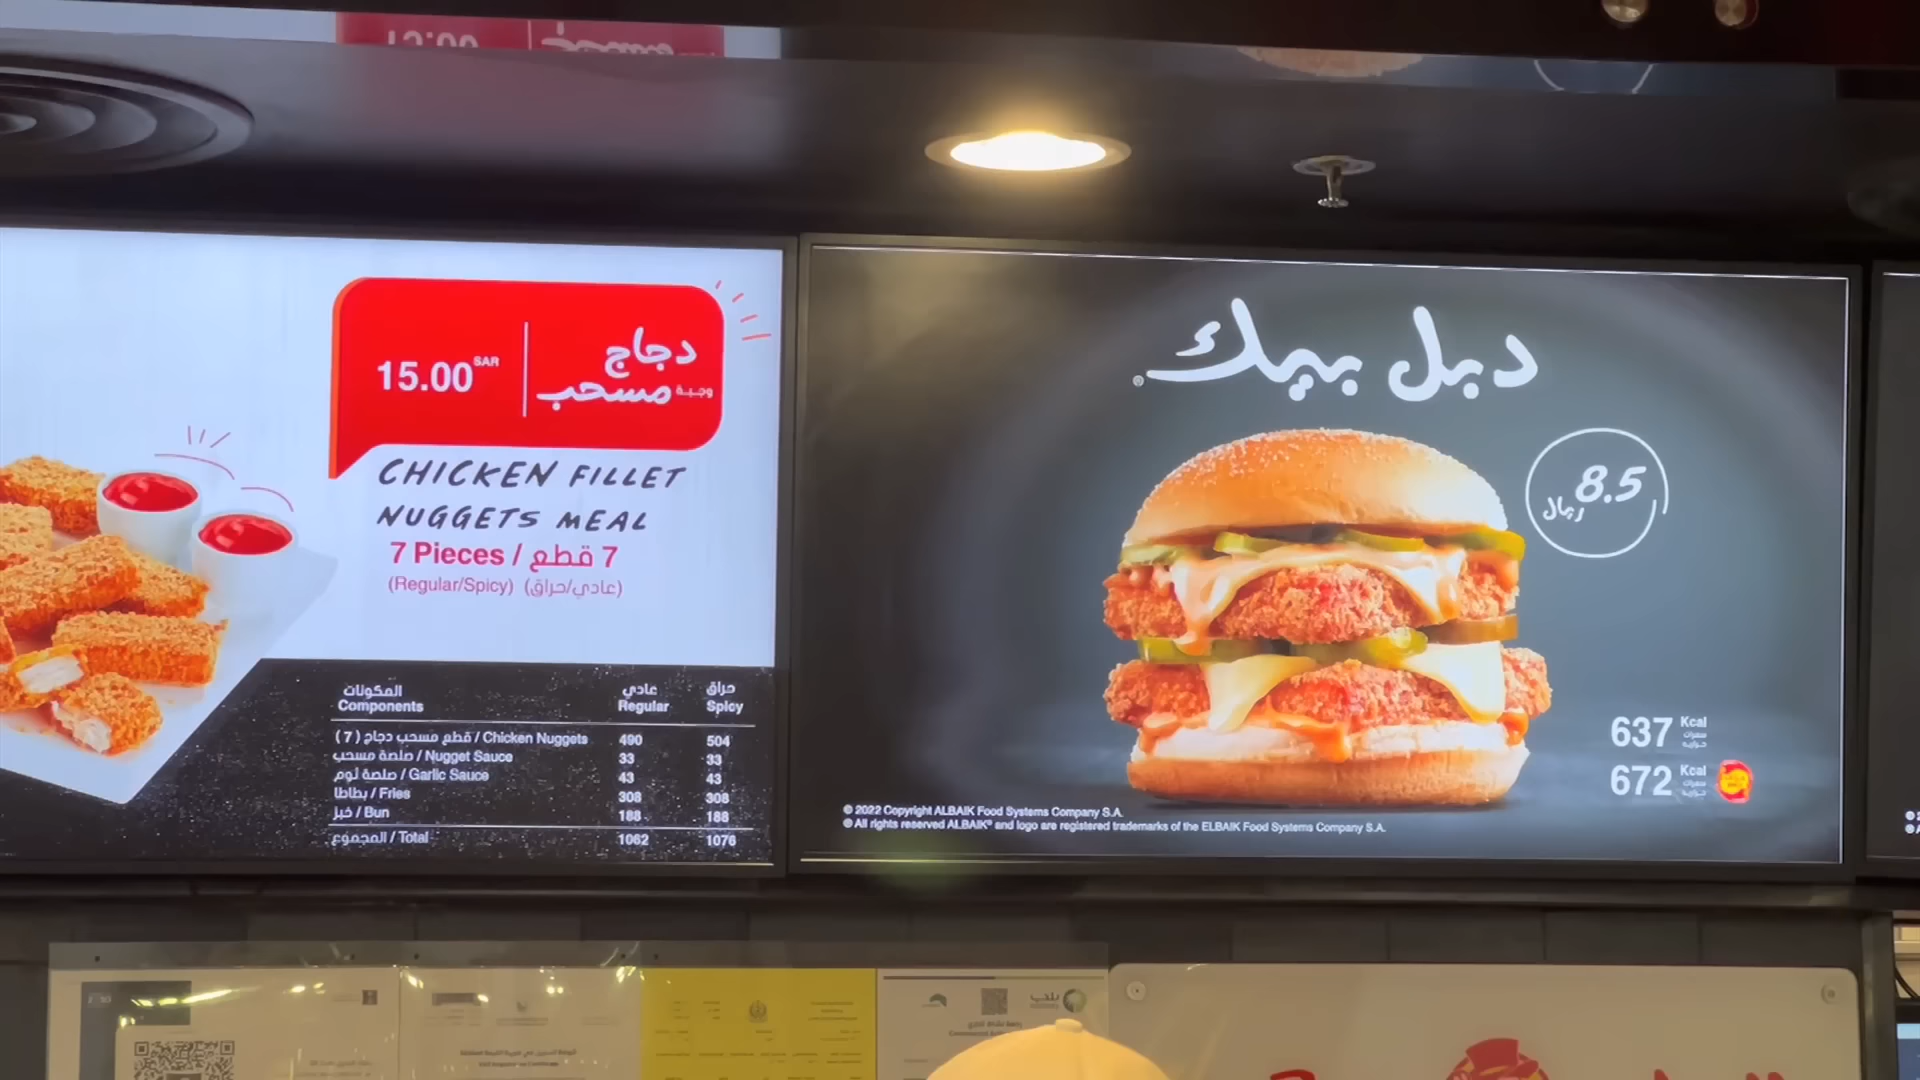 15.00 SAR
دجاج
وجبة مسحب
CHICKEN FILLET
NUGGETS MEAL
7 Pieces / 7 قطع
(Regular/Spicy) (عادي/حراق)
المكونات عادي حراق
Components Regular Spicy
قطع مسحب دجاج (7) / Chicken Nuggets 490 504
صلصة مسحب / Nugget Sauce 33 33
صلصة ثوم / Garlic Sauce 43 43
بطاطا / Fries 308 308
خبز / Bun 188 188
المجموع / Total 1062 1076
دبل بيك ®
8.5
ريال
637 Kcal سعرات حرارية
672 Kcal سعرات حرارية
© 2022 Copyright ALBAIK Food Systems Company S.A.
® All rights reserved ALBAIK® and logo are registered trademarks of the ELBAIK Food Systems Company S.A.